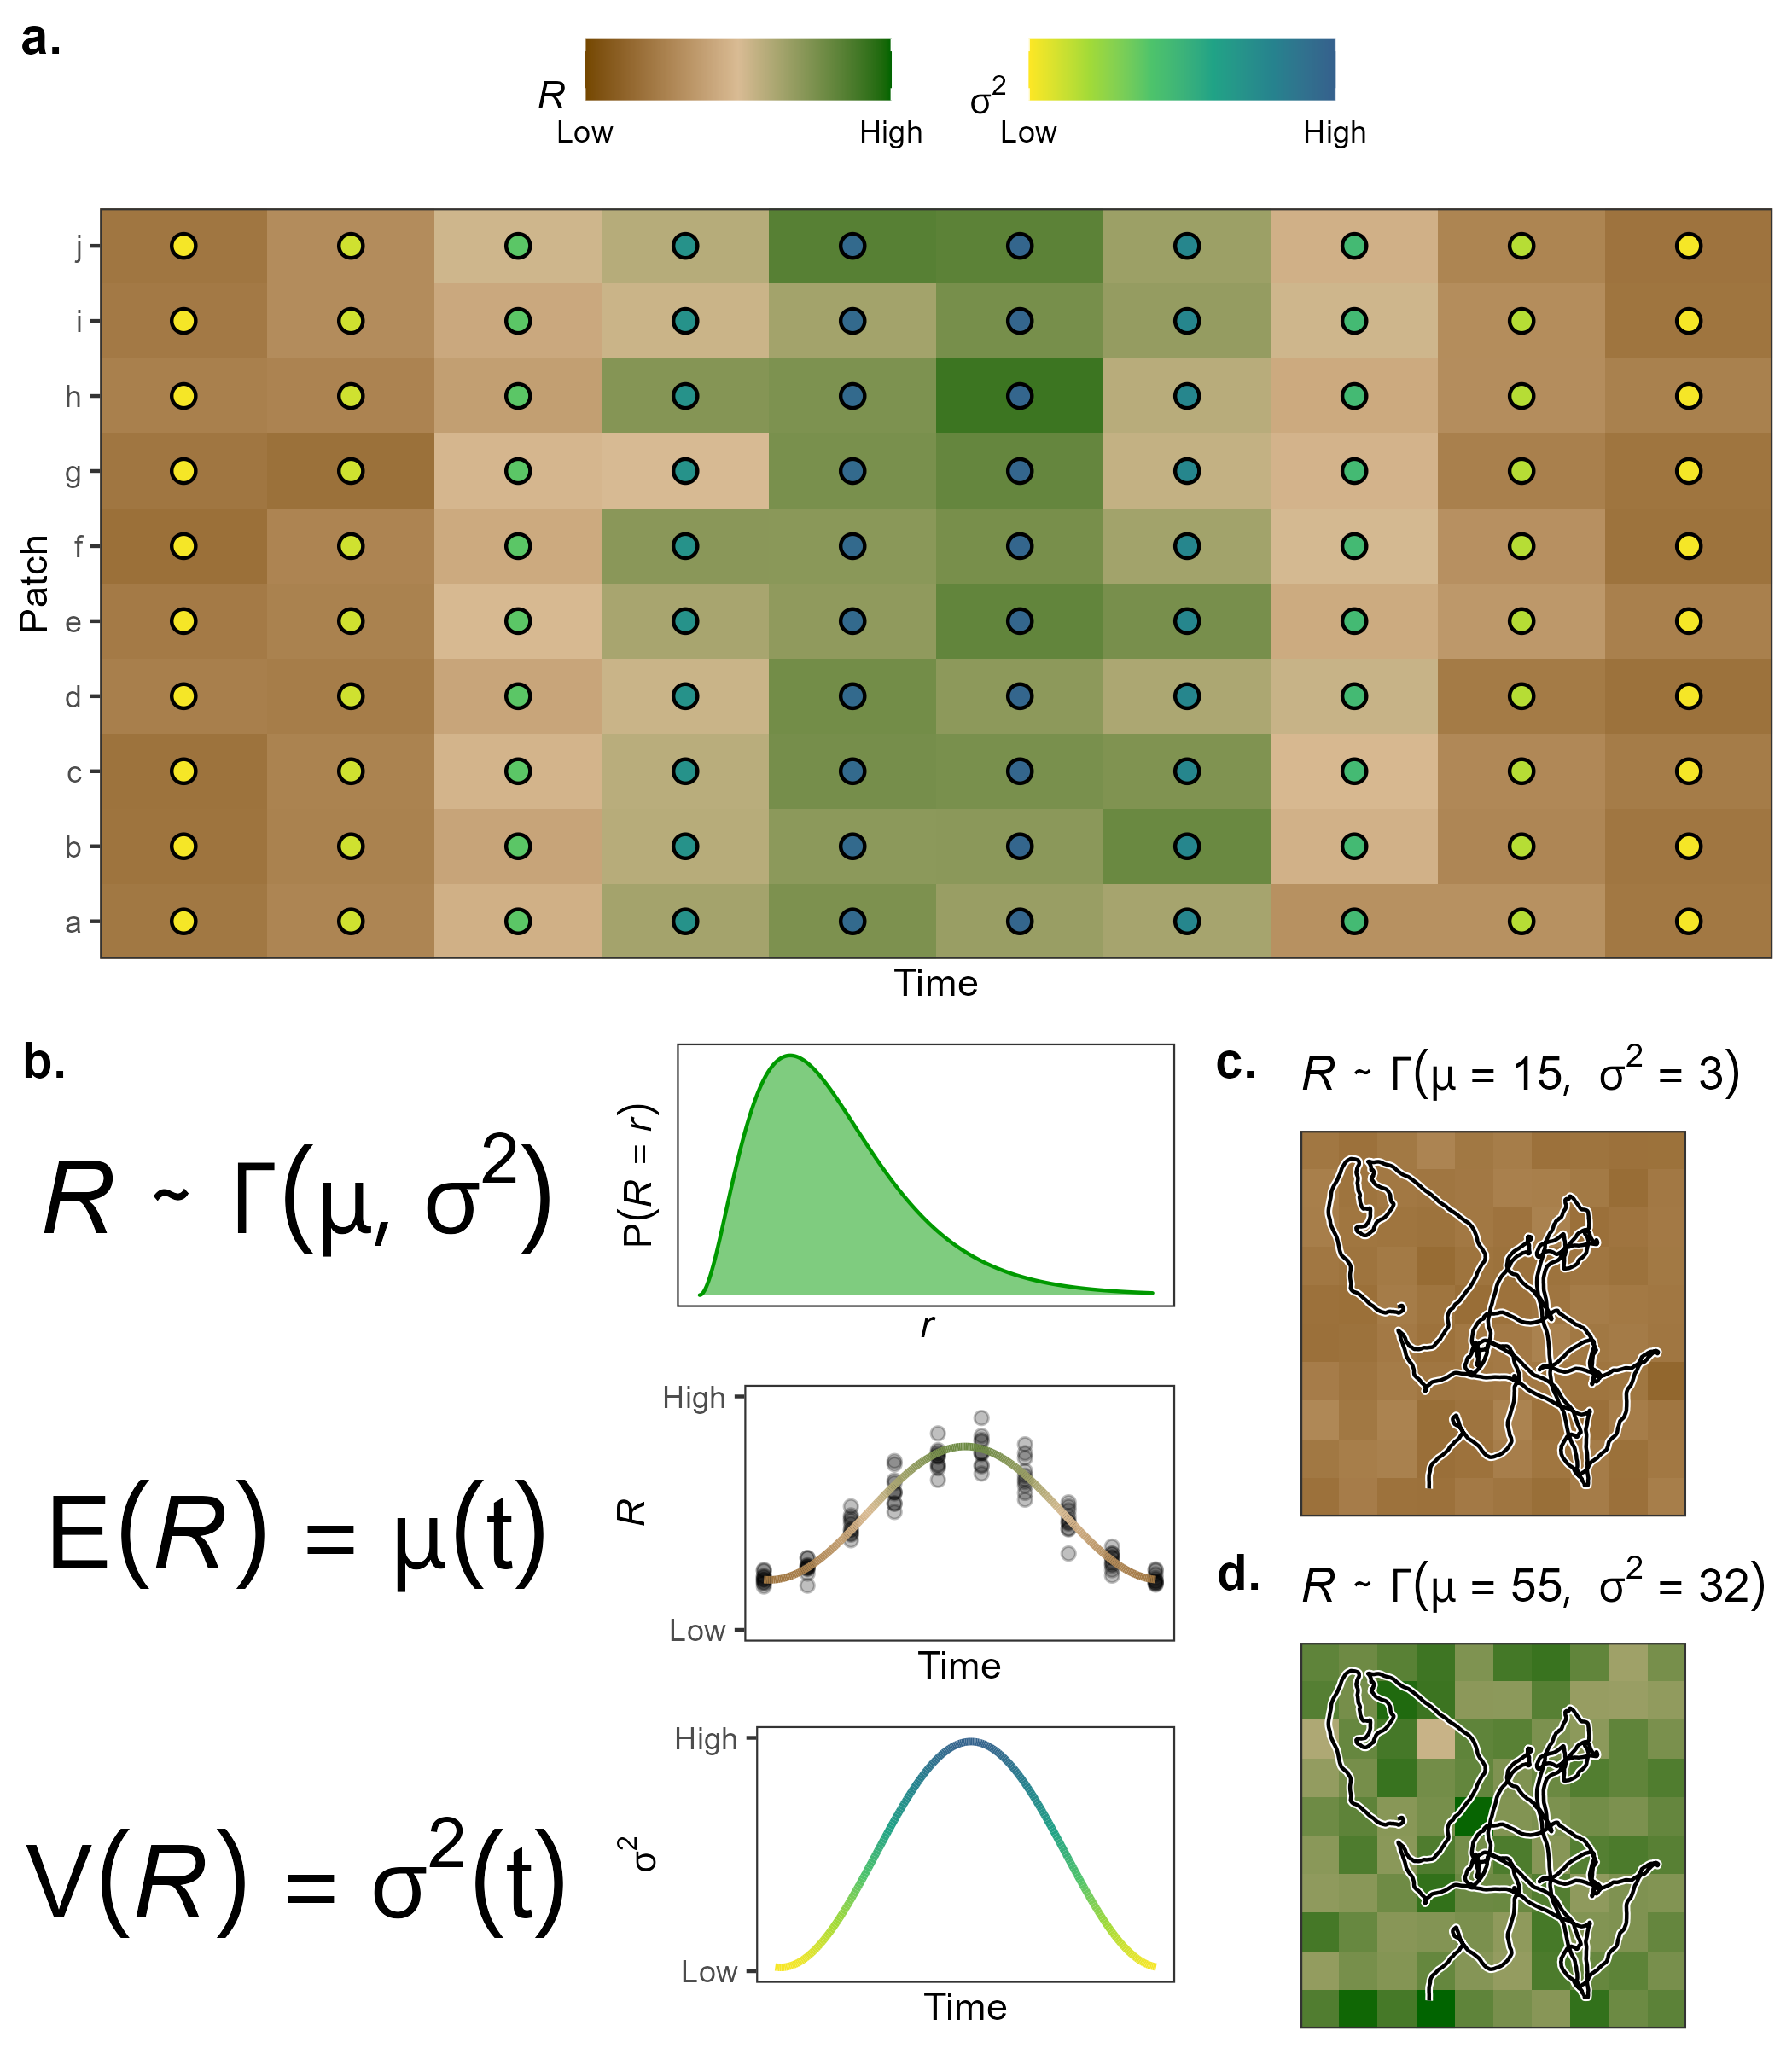 a.
R
Low
High
σ²
Low
High
Patch
j
i
h
g
f
e
d
c
b
a
Time
b.
R ~ Γ(μ, σ²)
P(R = r)
r
E(R) = μ(t)
High
R
Low
Time
V(R) = σ²(t)
High
σ²
Low
Time
c.
R ~ Γ(μ = 15, σ² = 3)
d.
R ~ Γ(μ = 55, σ² = 32)